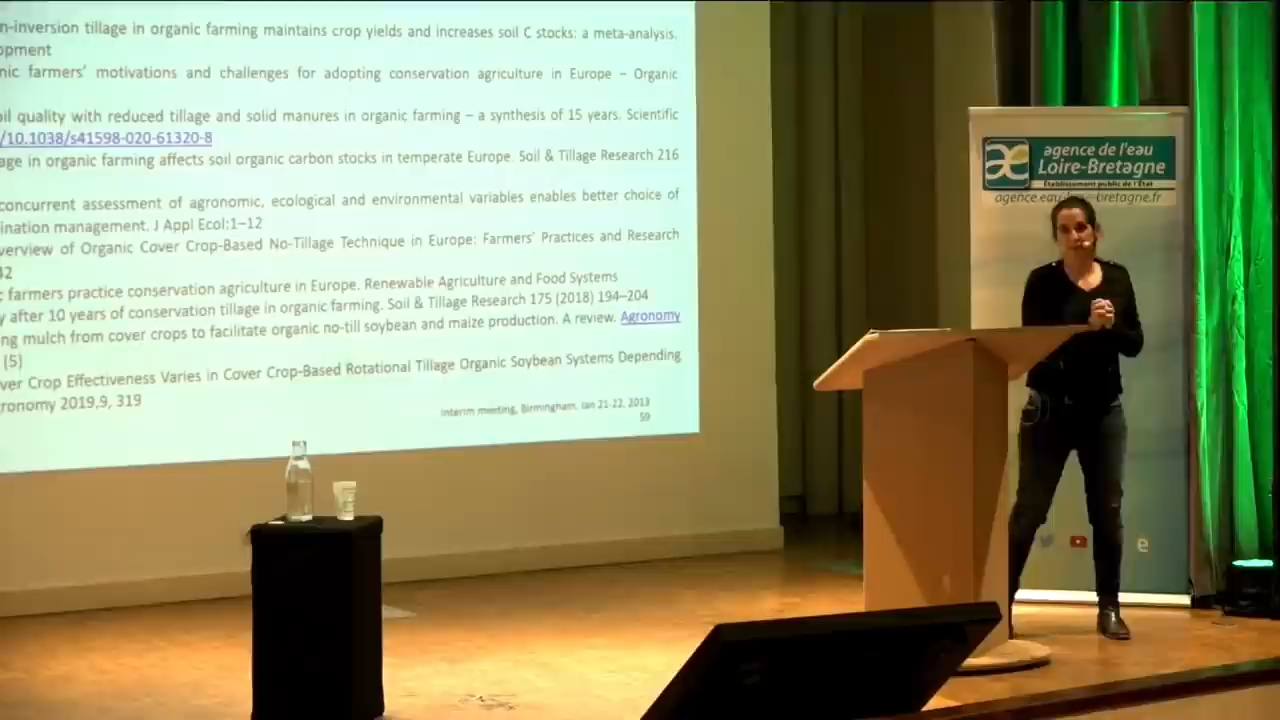 n-inversion tillage in organic farming maintains crop yields and increases soil C stocks: a meta-analysis.
opment
nic farmers' motivations and challenges for adopting conservation agriculture in Europe – Organic
oil quality with reduced tillage and solid manures in organic farming – a synthesis of 15 years. Scientific
/10.1038/s41598-020-61320-8
age in organic farming affects soil organic carbon stocks in temperate Europe. Soil & Tillage Research 216
concurrent assessment of agronomic, ecological and environmental variables enables better choice of
ination management. J Appl Ecol:1–12
verview of Organic Cover Crop-Based No-Tillage Technique in Europe: Farmers' Practices and Research
42
c farmers practice conservation agriculture in Europe. Renewable Agriculture and Food Systems
y after 10 years of conservation tillage in organic farming. Soil & Tillage Research 175 (2018) 194–204
ng mulch from cover crops to facilitate organic no-till soybean and maize production. A review. Agronomy
(5)
ver Crop Effectiveness Varies in Cover Crop-Based Rotational Tillage Organic Soybean Systems Depending
ronomy 2019,9, 319
Interim meeting, Birmingham, Jan 21-22, 2013
59
agence de l'eau
Loire-Bretagne
Établissement public de l'État
agence.eau-loire-bretagne.fr